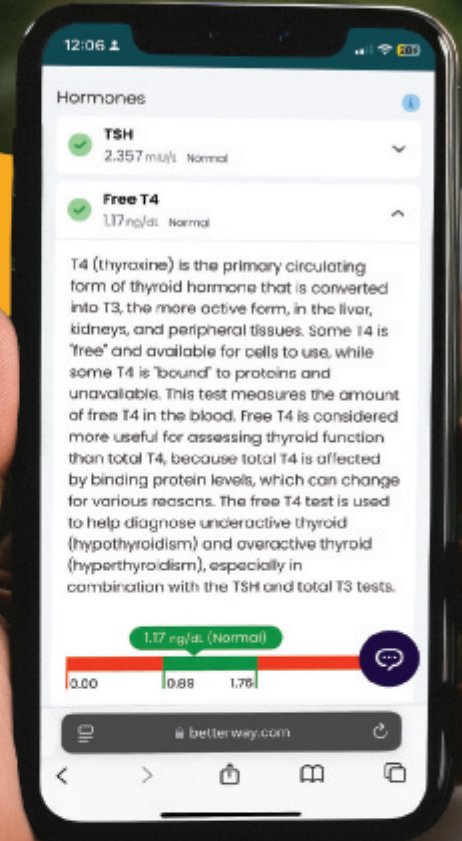 12:06
Hormones
TSH
2.357 mIU/L Normal
Free T4
1.17 ng/dL Normal
T4 (thyroxine) is the primary circulating
form of thyroid hormone that is converted
into T3, the more active form, in the liver,
kidneys, and peripheral tissues. Some T4 is
"free" and available for cells to use, while
some T4 is "bound" to proteins and
unavailable. This test measures the amount
of free T4 in the blood. Free T4 is considered
more useful for assessing thyroid function
than total T4, because total T4 is affected
by binding protein levels, which can change
for various reasons. The free T4 test is used
to help diagnose underactive thyroid
(hypothyroidism) and overactive thyroid
(hyperthyroidism), especially in
combination with the TSH and total T3 tests.
1.17 ng/dL (Normal)
0.00 0.89 1.76
betterway.com